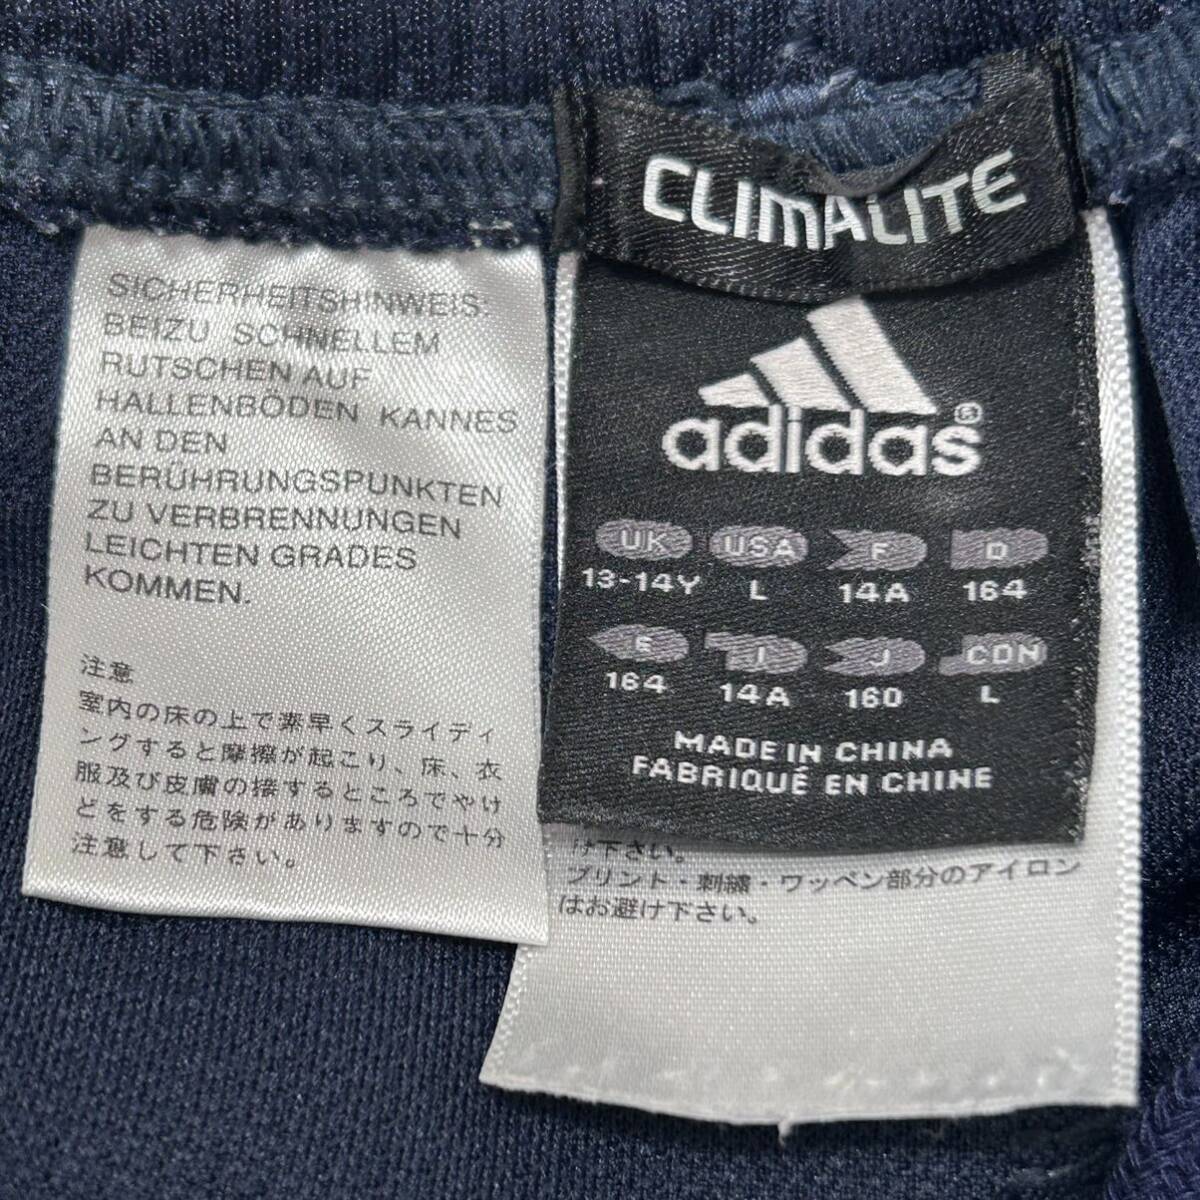 SICHERHEITSHINWEIS:
BEIZU SCHNELLEM
RUTSCHEN AUF
HALLENBÖDEN KANNES
AN DEN
BERÜHRUNGSPUNKTEN
ZU VERBRENNUNGEN
LEICHTEN GRADES
KOMMEN.
注意
室内の床の上で素早くスライディ
ングすると摩擦が起こり、床、衣
服及び皮膚の接するところでやけ
どをする危険がありますので十分
注意して下さい。
CLIMALITE
adidas®
UK USA F D
13-14Y L 14A 164
E I J CDN
164 14A 160 L
MADE IN CHINA
FABRIQUÉ EN CHINE
け下さい。
プリント・刺繍・ワッペン部分のアイロン
はお避け下さい。